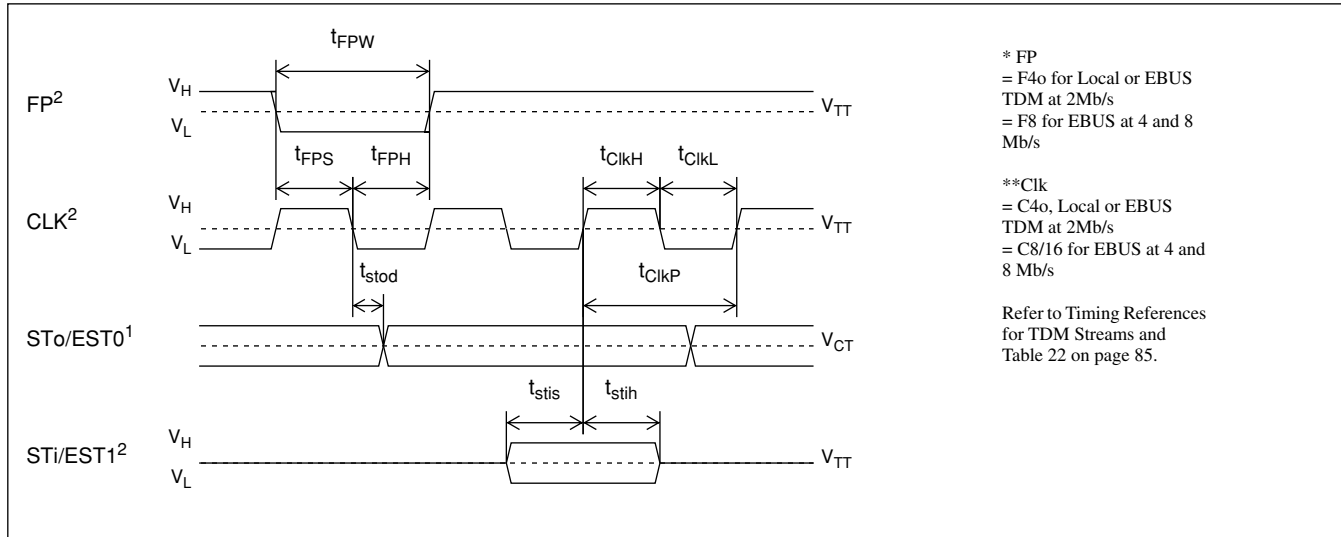 tFPW
FP2
VH
VL
VTT
tFPS
tFPH
tClkH
tClkL
CLK2
VH
VL
VTT
tstod
tClkP
STo/EST01
VCT
tstis
tstih
STi/EST12
VH
VL
VTT
* FP
= F4o for Local or EBUS
TDM at 2Mb/s
= F8 for EBUS at 4 and 8
Mb/s
**Clk
= C4o, Local or EBUS
TDM at 2Mb/s
= C8/16 for EBUS at 4 and
8 Mb/s
Refer to Timing References
for TDM Streams and
Table 22 on page 85.